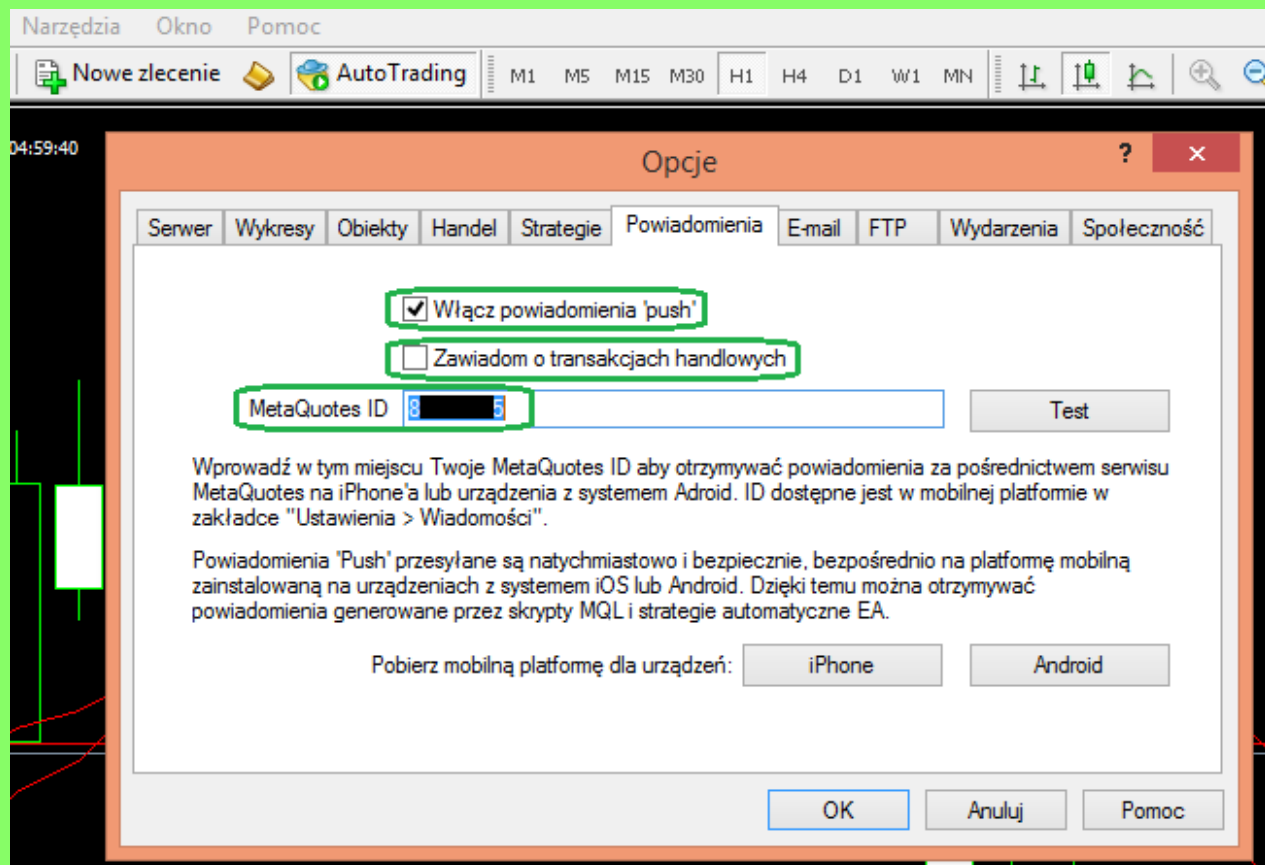 Narzędzia Okno Pomoc
Nowe zlecenie AutoTrading M1 M5 M15 M30 H1 H4 D1 W1 MN
04:59:40
Opcje ? ×
Serwer Wykresy Obiekty Handel Strategie Powiadomienia E-mail FTP Wydarzenia Społeczność
Włącz powiadomienia 'push'
Zawiadom o transakcjach handlowych
MetaQuotes ID 8 5 Test
Wprowadź w tym miejscu Twoje MetaQuotes ID aby otrzymywać powiadomienia za pośrednictwem serwisu
MetaQuotes na iPhone'a lub urządzenia z systemem Adroid. ID dostępne jest w mobilnej platformie w
zakładce "Ustawienia > Wiadomości".
Powiadomienia 'Push' przesyłane są natychmiastowo i bezpiecznie, bezpośrednio na platformę mobilną
zainstalowaną na urządzeniach z systemem iOS lub Android. Dzięki temu można otrzymywać
powiadomienia generowane przez skrypty MQL i strategie automatyczne EA.
Pobierz mobilną platformę dla urządzeń: iPhone Android
OK Anuluj Pomoc